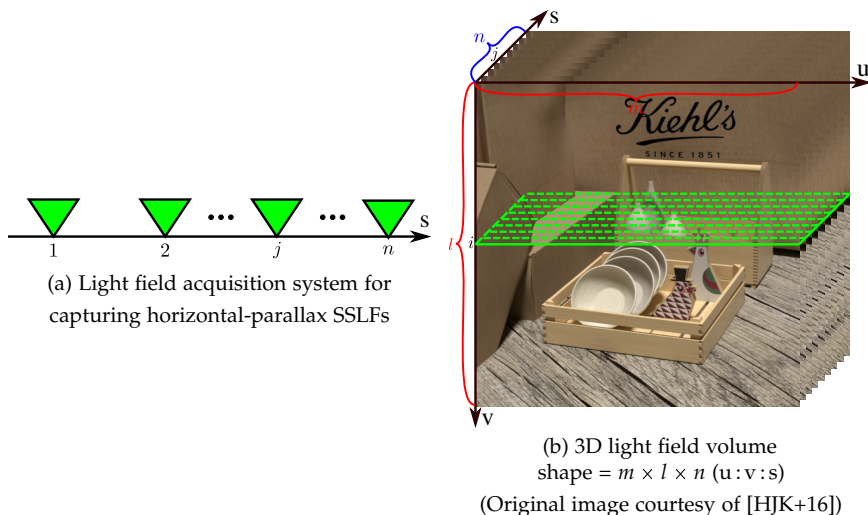 s
1
2
j
n
(a) Light field acquisition system for
capturing horizontal-parallax SSLFs
s
n
j
u
m
Kiehl's
SINCE 1851
l
i
v
(b) 3D light field volume
shape = m × l × n (u : v : s)
(Original image courtesy of [HJK+16])